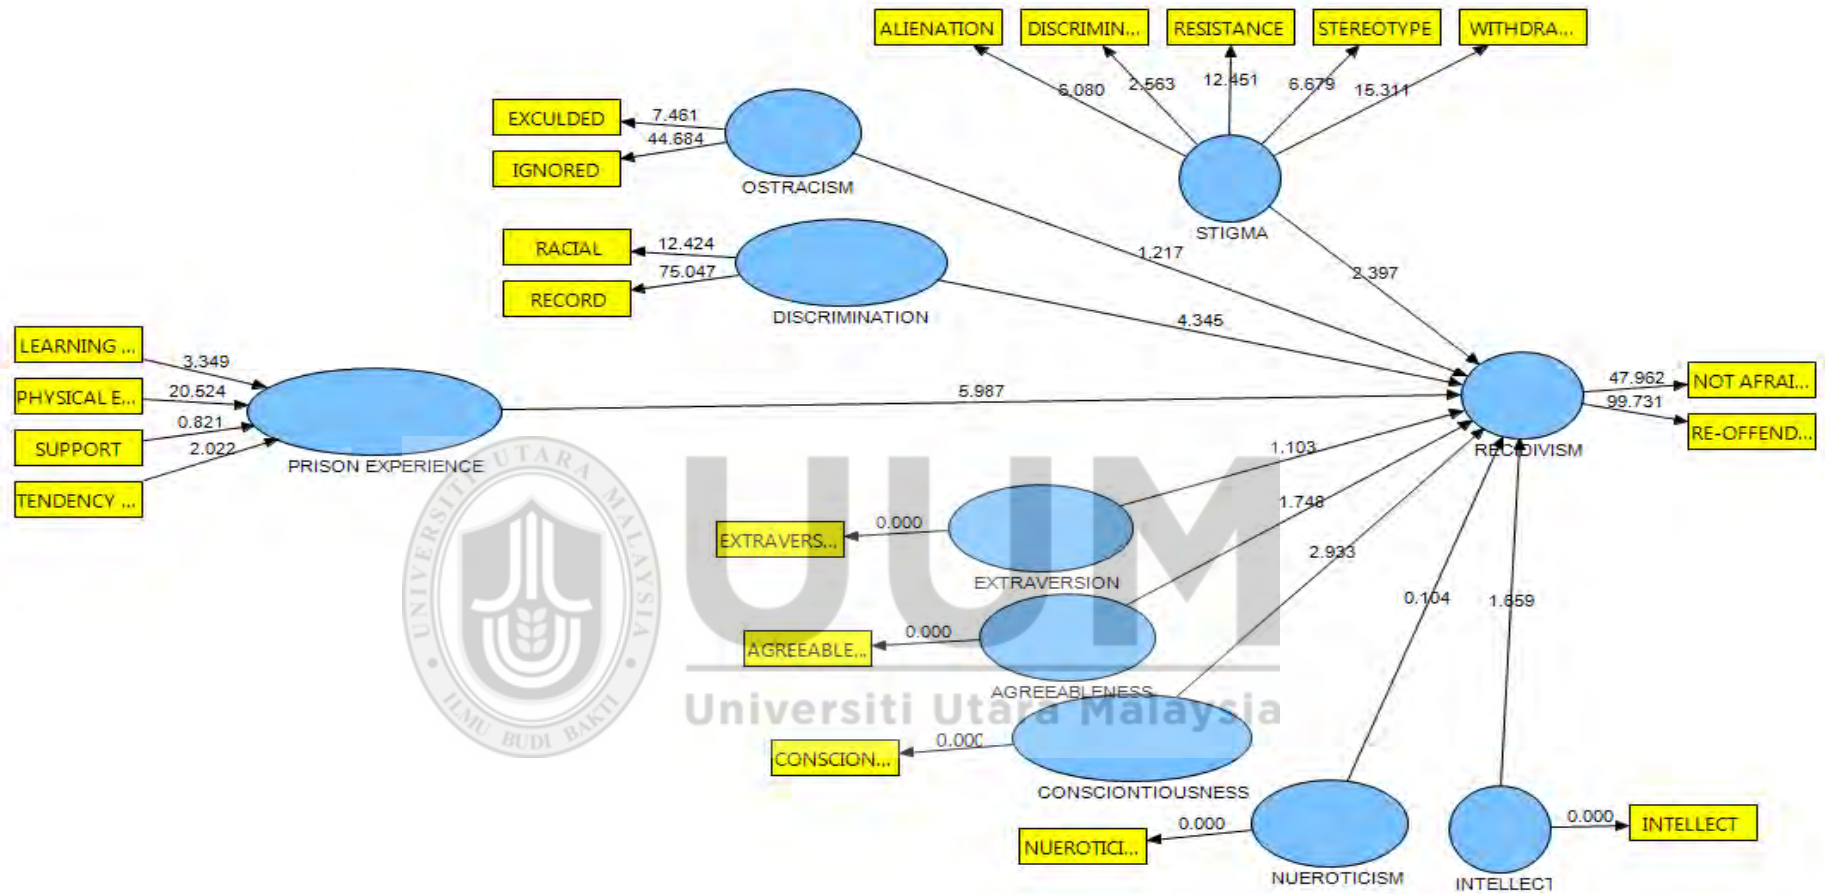 ALIENATION
DISCRIMIN...
RESISTANCE
STEREOTYPE
WITHDRA...
6.080
2.563
12.451
6.679
15.311
STIGMA
EXCULDED
7.461
IGNORED
44.684
OSTRACISM
RACIAL
12.424
RECORD
75.047
DISCRIMINATION
1.217
2.397
4.345
LEARNING ...
3.349
PHYSICAL E...
20.524
SUPPORT
0.821
TENDENCY ...
2.022
PRISON EXPERIENCE
5.987
RECIDIVISM
47.962
NOT AFRAI...
99.731
RE-OFFEND...
1.103
1.748
2.933
0.104
1.659
EXTRAVERS...
0.000
EXTRAVERSION
AGREEABLE...
0.000
AGREEABLENESS
CONSCION...
0.000
CONSCIONTIOUSNESS
NUEROTICI...
0.000
NUEROTICISM
0.000
INTELLECT
INTELLECT
UNIVERSITI UTARA MALAYSIA
ILMU BUDI BAKTI
UUM
Universiti Utara Malaysia